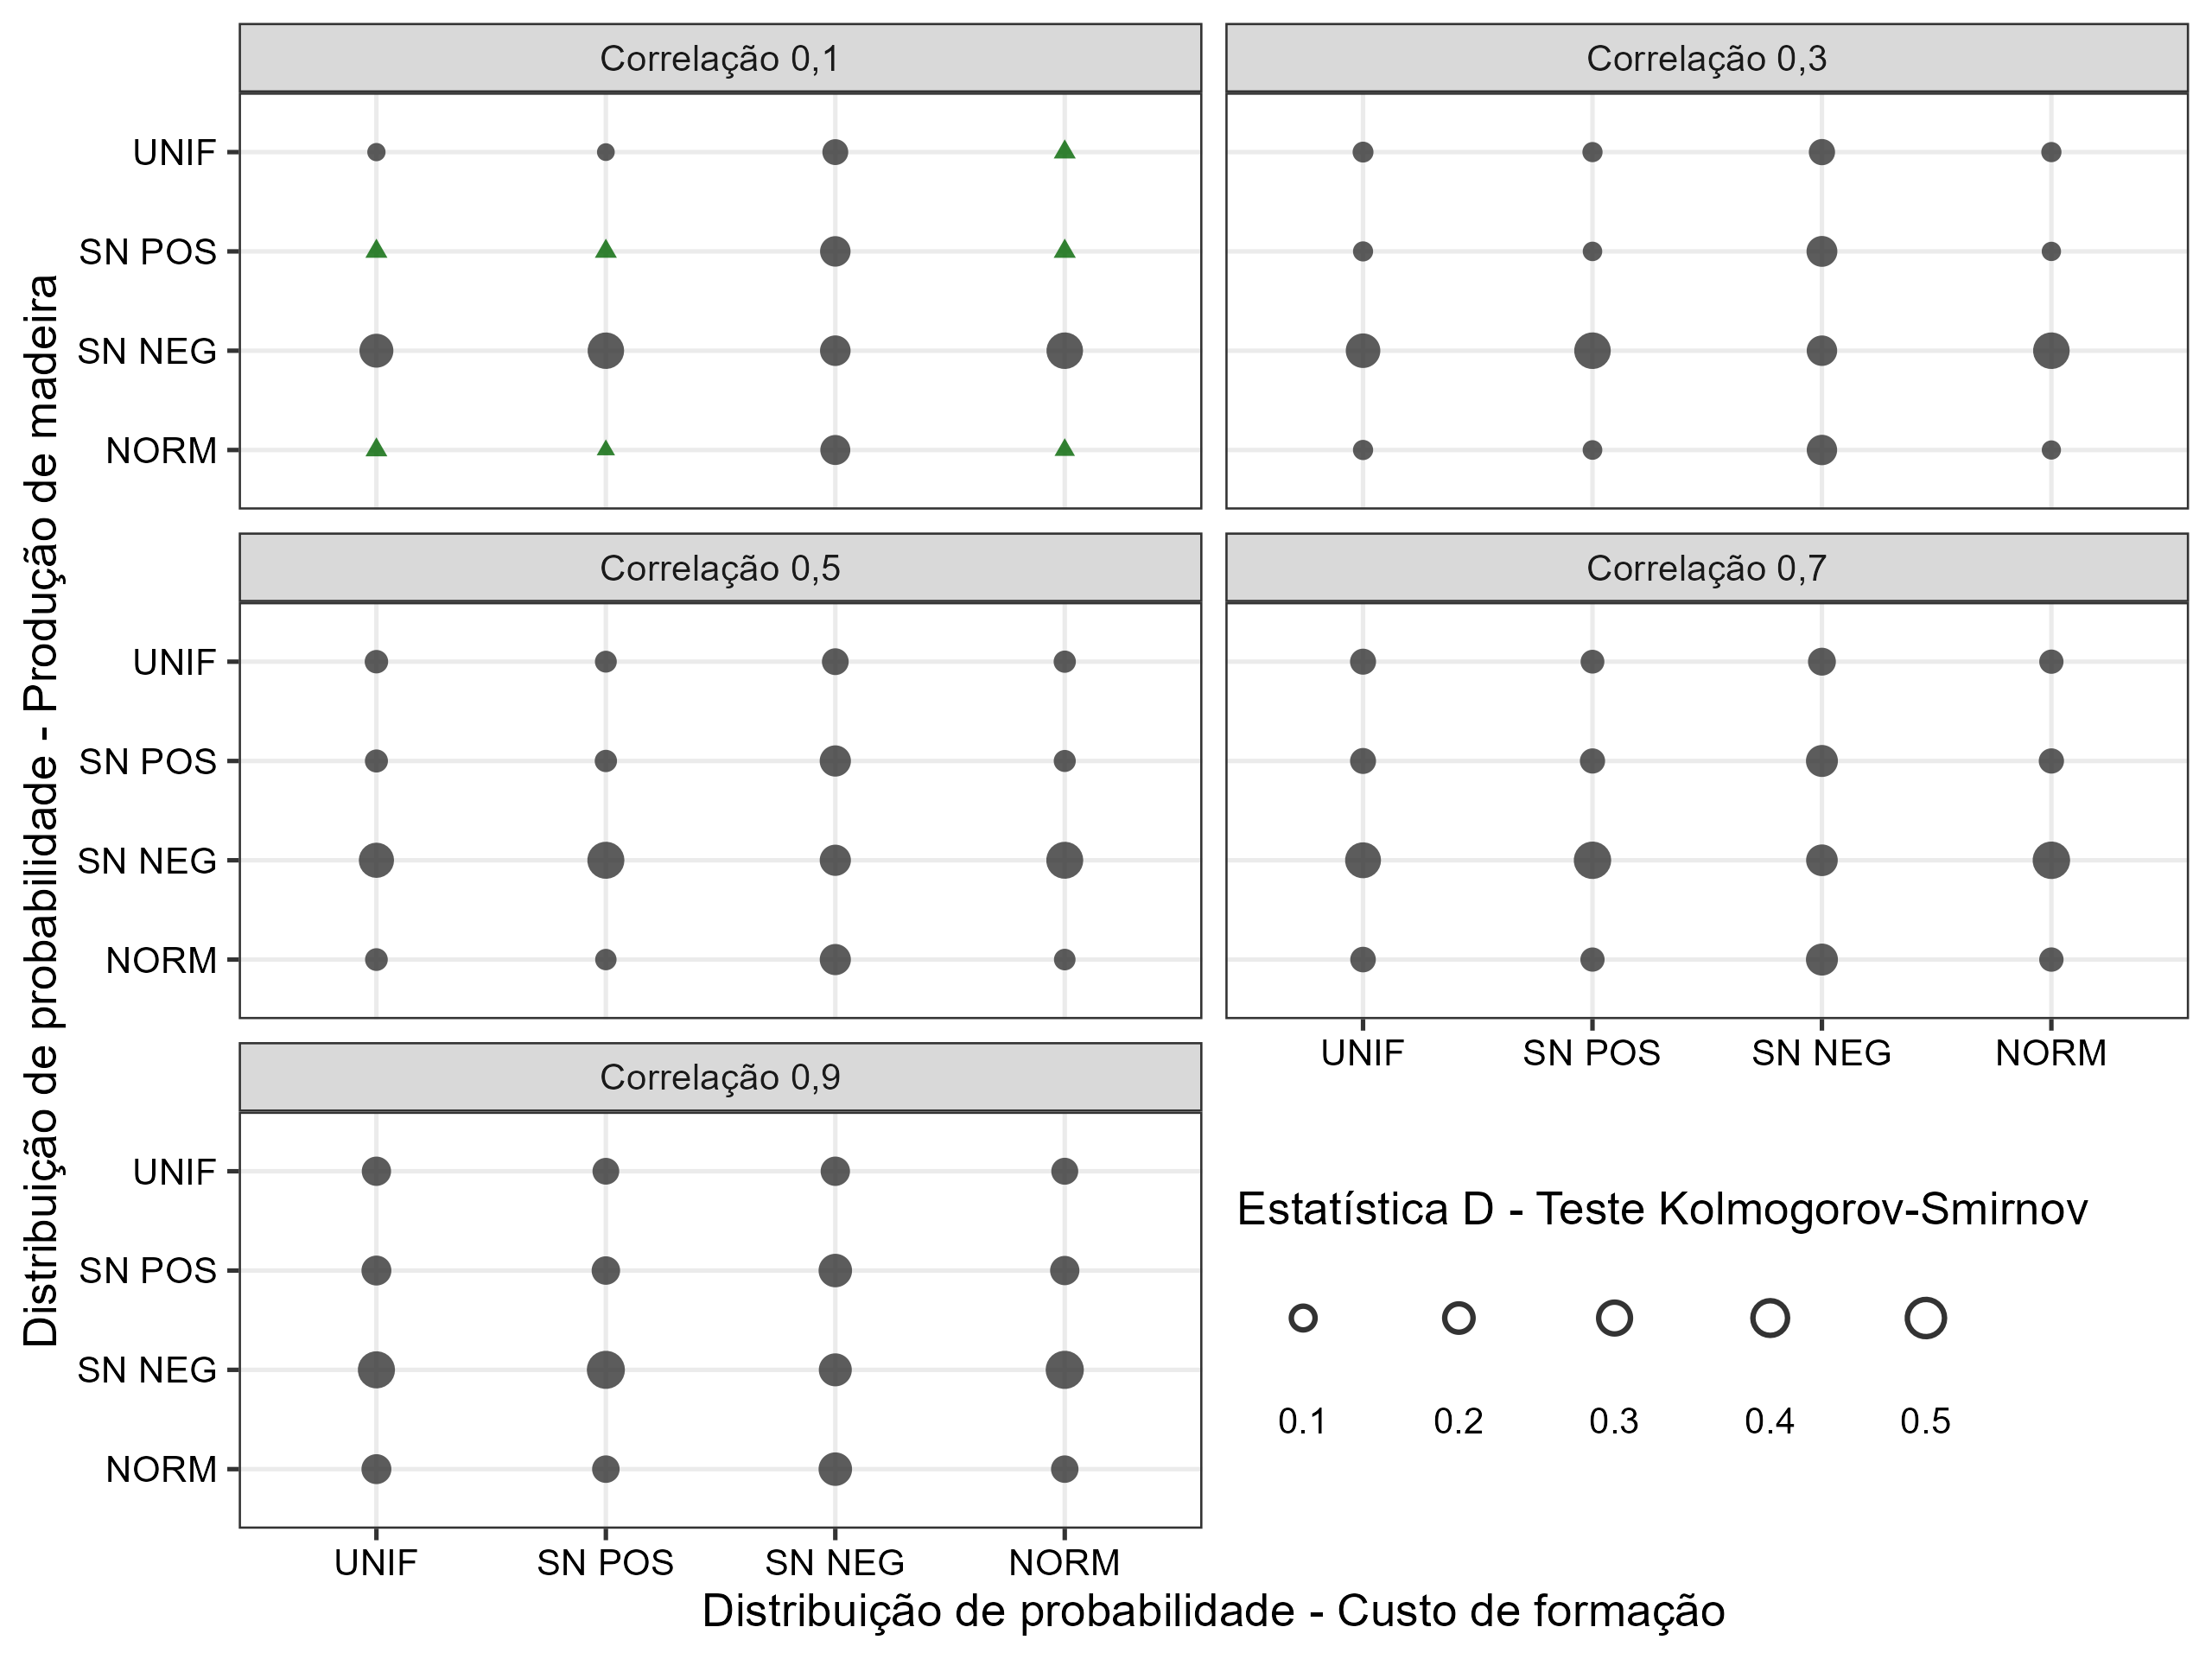 Correlação 0,1
Correlação 0,3
UNIF
SN POS
SN NEG
NORM
Correlação 0,5
Correlação 0,7
UNIF
SN POS
SN NEG
NORM
UNIF SN POS SN NEG NORM
Correlação 0,9
UNIF
SN POS
SN NEG
NORM
UNIF SN POS SN NEG NORM
Distribuição de probabilidade - Produção de madeira
Distribuição de probabilidade - Custo de formação
Estatística D - Teste Kolmogorov-Smirnov
0.1 0.2 0.3 0.4 0.5